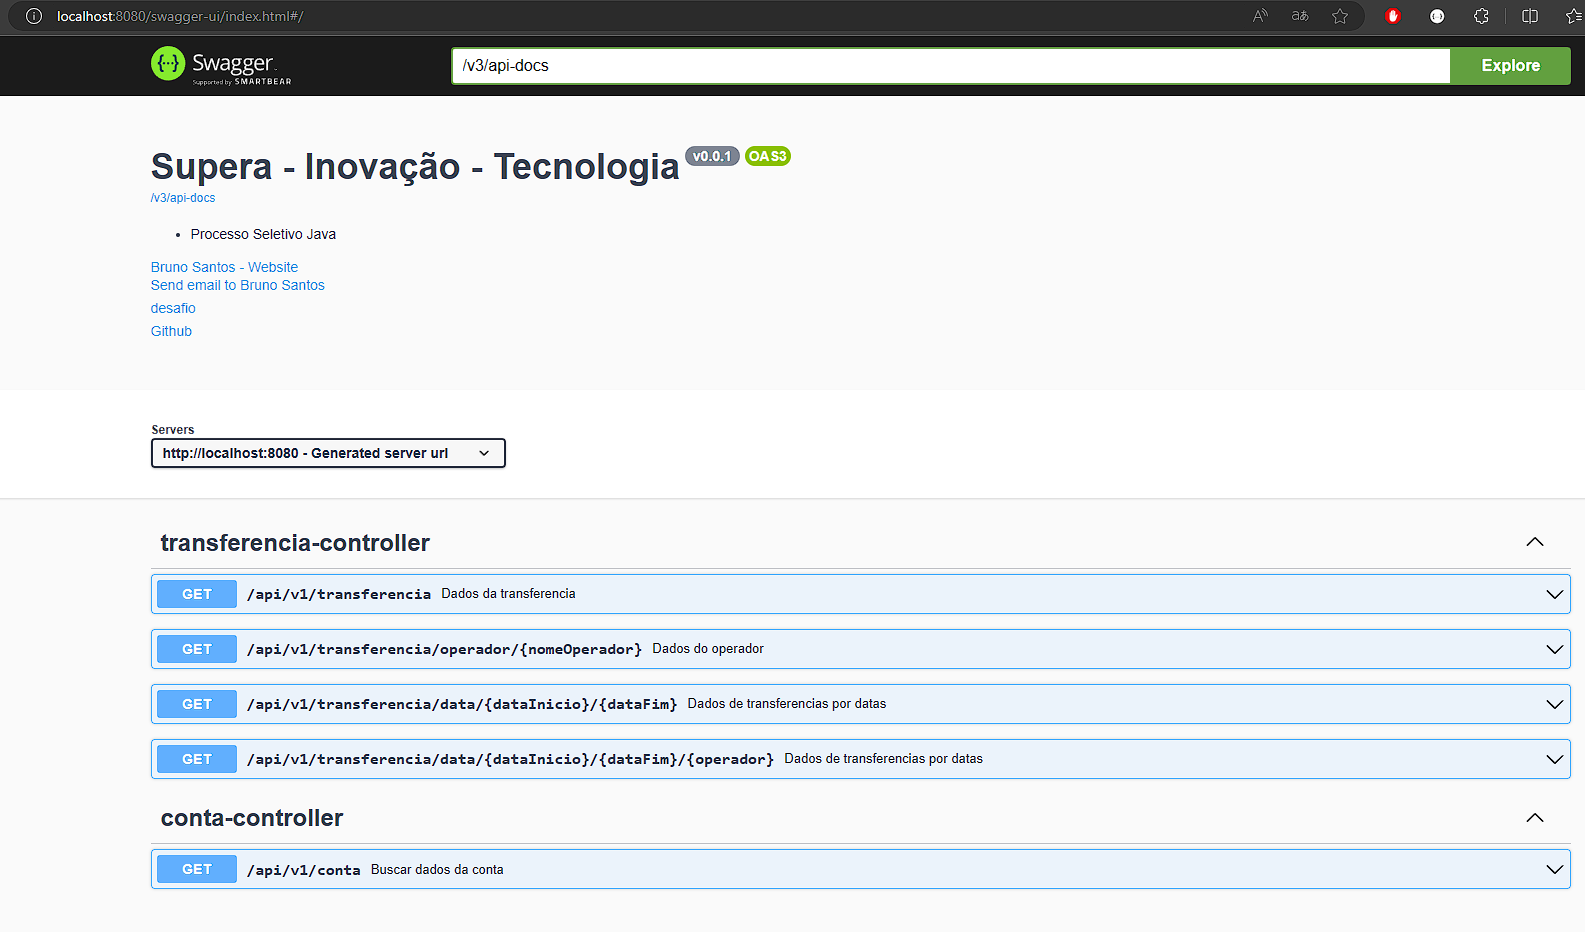 localhost:8080/swagger-ui/index.html#/
Swagger
Supported by SMARTBEAR
/v3/api-docs
Explore
Supera - Inovação - Tecnologia v0.0.1 OAS3
/v3/api-docs
Processo Seletivo Java
Bruno Santos - Website
Send email to Bruno Santos
desafio
Github
Servers
http://localhost:8080 - Generated server url
transferencia-controller
GET /api/v1/transferencia Dados da transferencia
GET /api/v1/transferencia/operador/{nomeOperador} Dados do operador
GET /api/v1/transferencia/data/{dataInicio}/{dataFim} Dados de transferencias por datas
GET /api/v1/transferencia/data/{dataInicio}/{dataFim}/{operador} Dados de transferencias por datas
conta-controller
GET /api/v1/conta Buscar dados da conta